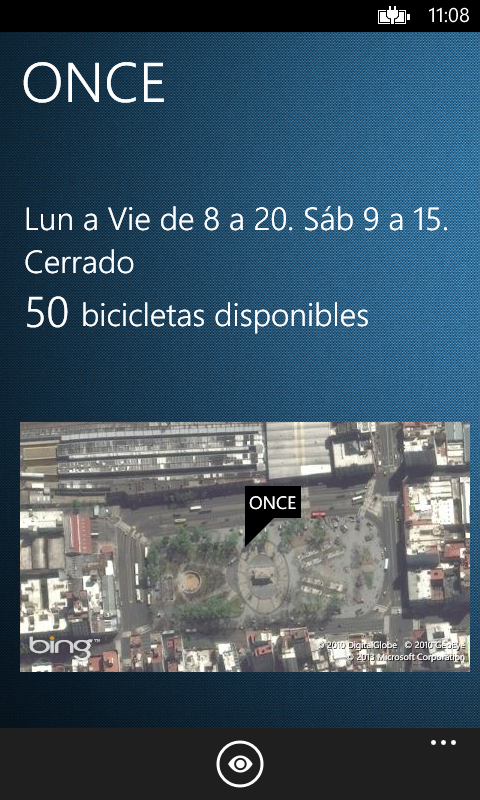 11:08
ONCE
Lun a Vie de 8 a 20. Sáb 9 a 15.
Cerrado
50 bicicletas disponibles
ONCE
bing™
© 2010 DigitalGlobe © 2010 GeoEye
© 2013 Microsoft Corporation